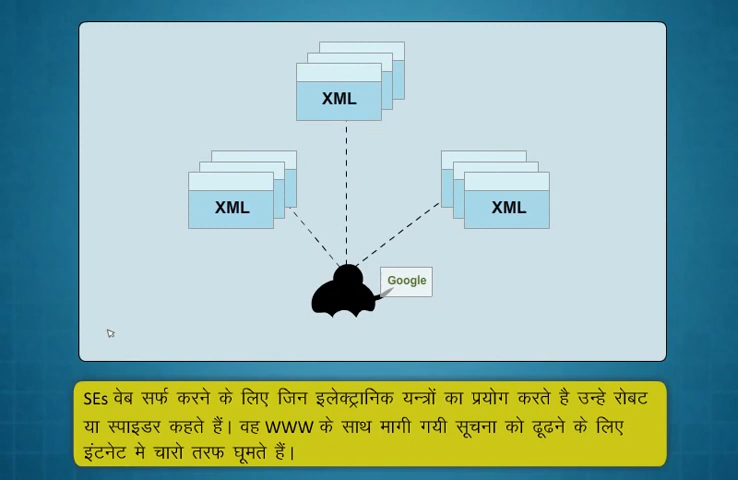 XML
XML
XML
Google
SEs वेब सर्फ करने के लिए जिन इलेक्ट्रानिक यन्त्रों का प्रयोग करते है उन्हे रोबट
या स्पाइडर कहते हैं। वह WWW के साथ मागी गयी सूचना को ढूढने के लिए
इंटनेट मे चारो तरफ घूमते हैं।